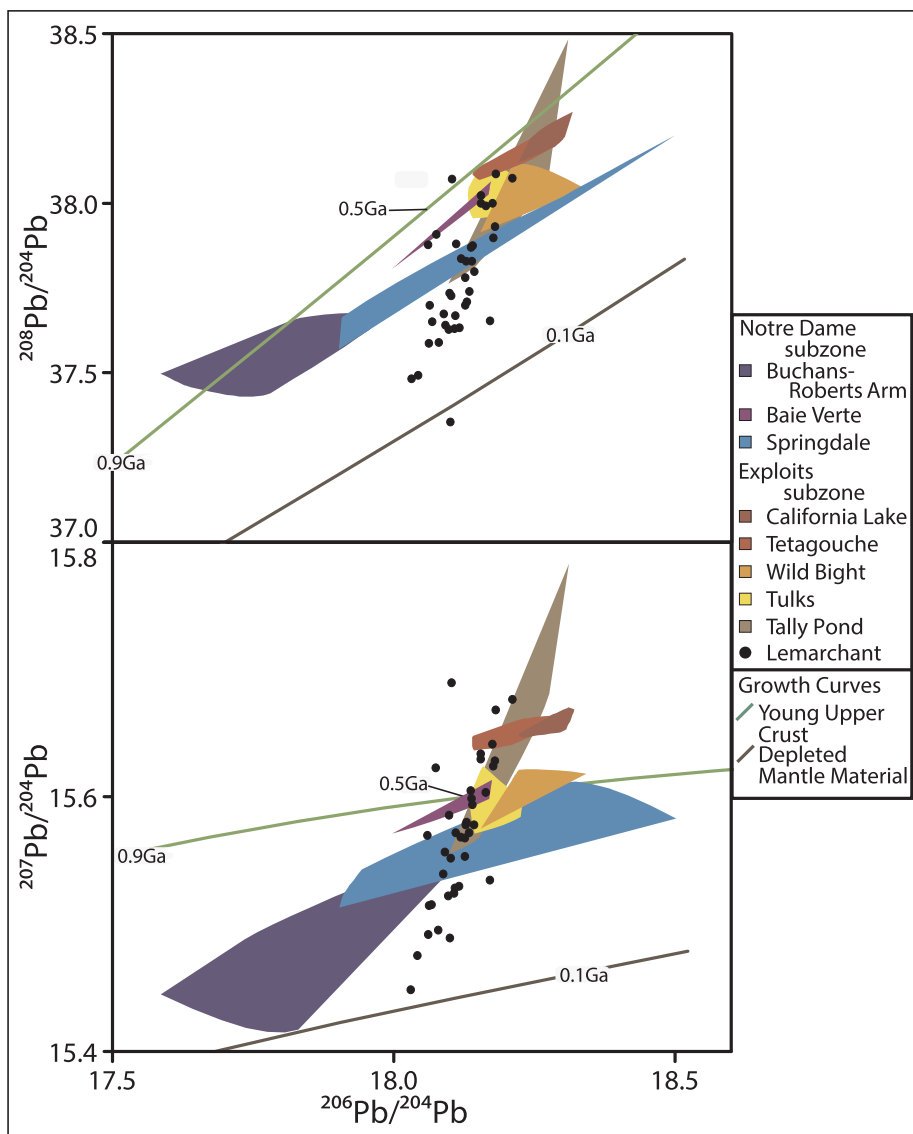 38.5
38.0
37.5
37.0
208Pb/204Pb
0.5Ga
0.1Ga
0.9Ga
15.8
15.6
15.4
207Pb/204Pb
0.5Ga
0.9Ga
0.1Ga
17.5
18.0
18.5
206Pb/204Pb
Notre Dame
subzone
Buchans-
Roberts Arm
Baie Verte
Springdale
Exploits
subzone
California Lake
Tetagouche
Wild Bight
Tulks
Tally Pond
Lemarchant
Growth Curves
Young Upper
Crust
Depleted
Mantle Material